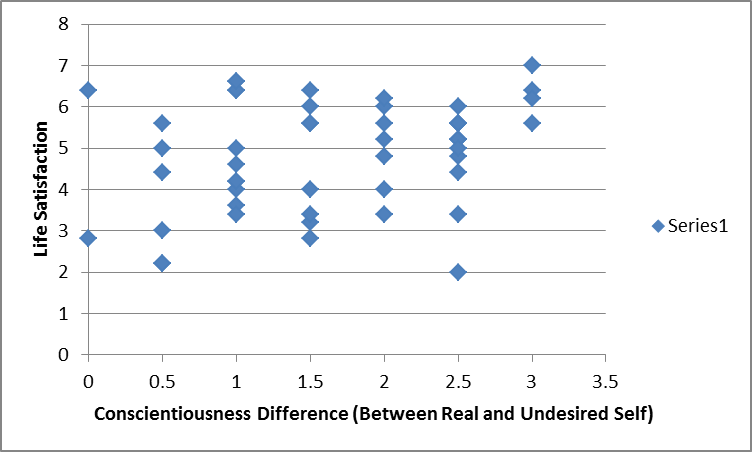 8
7
6
5
4
3
2
1
0
Life Satisfaction
Series1
0 0.5 1 1.5 2 2.5 3 3.5
Conscientiousness Difference (Between Real and Undesired Self)